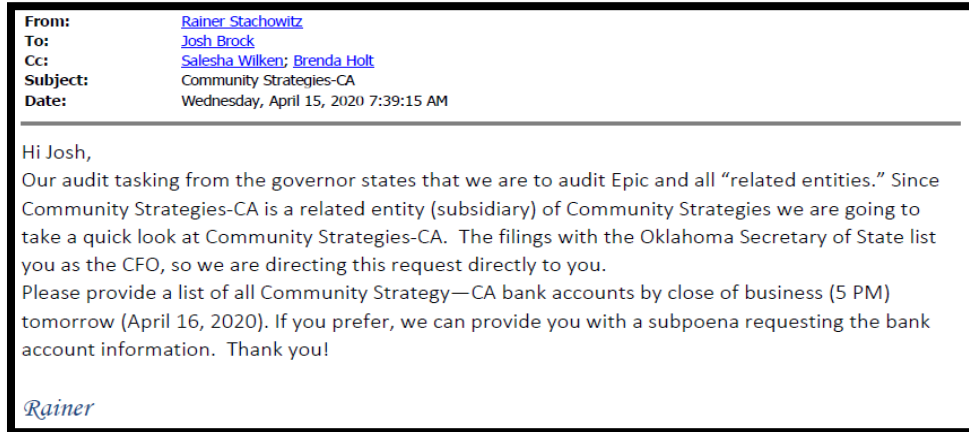 From: Rainer Stachowitz
To: Josh Brock
Cc: Salesha Wilken; Brenda Holt
Subject: Community Strategies-CA
Date: Wednesday, April 15, 2020 7:39:15 AM
Hi Josh,
Our audit tasking from the governor states that we are to audit Epic and all “related entities.” Since
Community Strategies-CA is a related entity (subsidiary) of Community Strategies we are going to
take a quick look at Community Strategies-CA.  The filings with the Oklahoma Secretary of State list
you as the CFO, so we are directing this request directly to you.
Please provide a list of all Community Strategy—CA bank accounts by close of business (5 PM)
tomorrow (April 16, 2020). If you prefer, we can provide you with a subpoena requesting the bank
account information.  Thank you!
Rainer